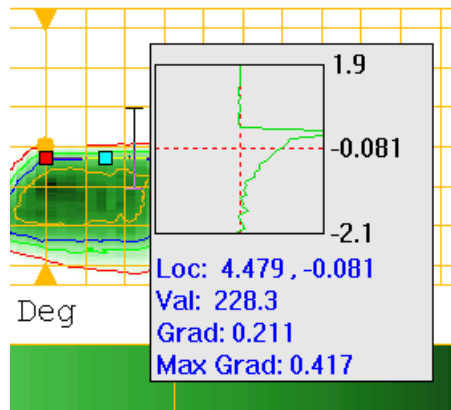 1.9
-0.081
-2.1
Loc: 4.479 , -0.081
Val: 228.3
Grad: 0.211
Max Grad: 0.417
Deg